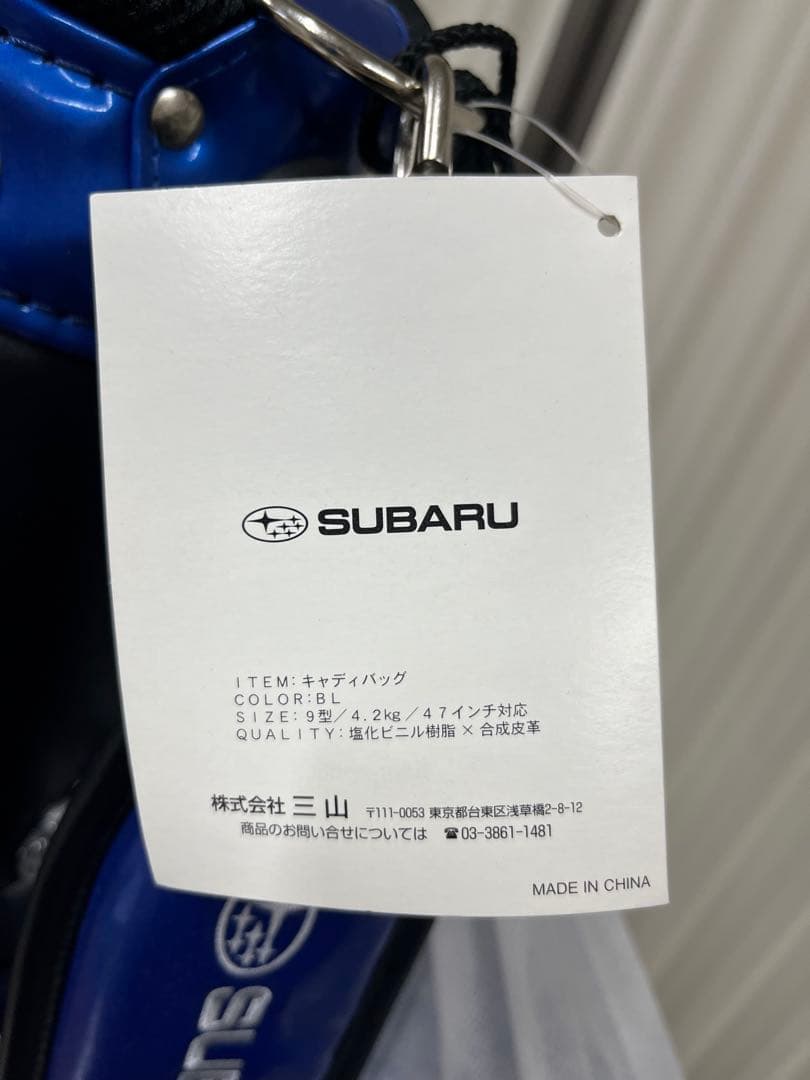 SUBARU
ITEM：キャディバッグ
COLOR：BL
SIZE：9型／4.2kg／47インチ対応
QUALITY：塩化ビニル樹脂×合成皮革
株式会社 三山 〒111-0053 東京都台東区浅草橋2-8-12
商品のお問い合せについては ☎03-3861-1481
MADE IN CHINA